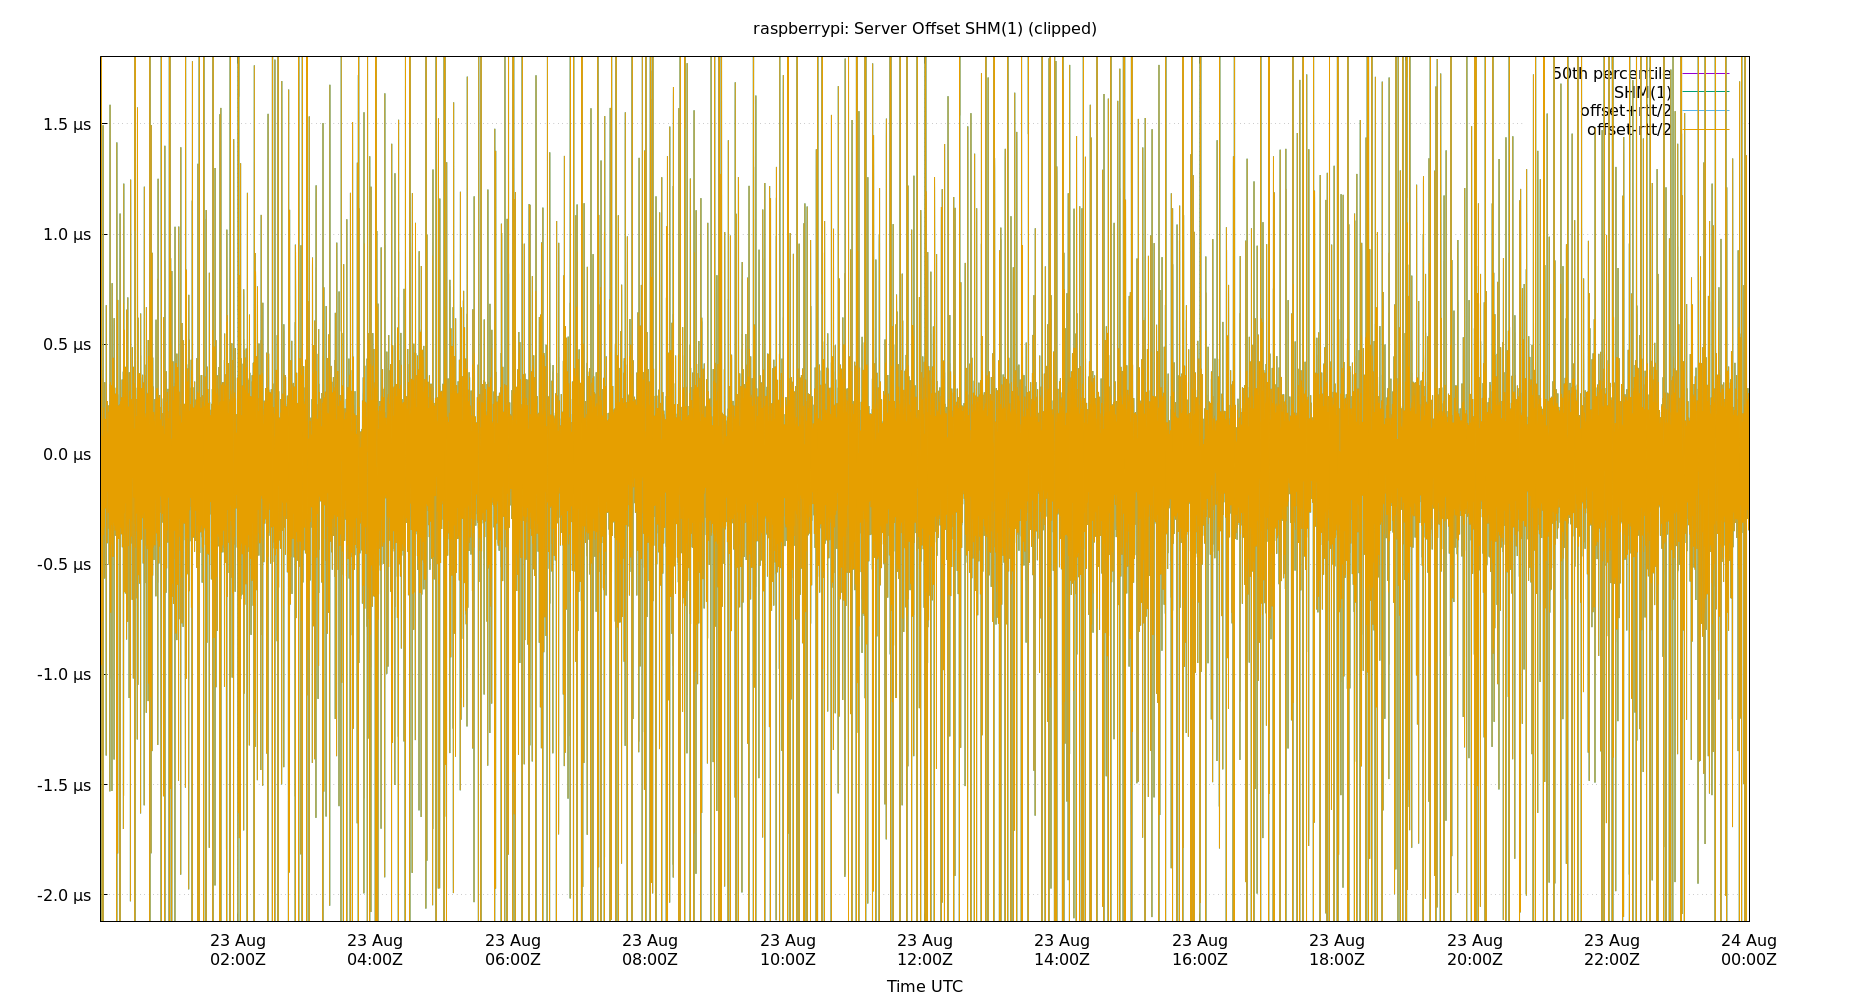 raspberrypi: Server Offset SHM(1) (clipped)
50th percentile
SHM(1)
offset+rtt/2
offset-rtt/2
1.5 µs
1.0 µs
0.5 µs
0.0 µs
-0.5 µs
-1.0 µs
-1.5 µs
-2.0 µs
23 Aug 23 Aug 23 Aug 23 Aug 23 Aug 23 Aug 23 Aug 23 Aug 23 Aug 23 Aug 23 Aug 24 Aug
02:00Z 04:00Z 06:00Z 08:00Z 10:00Z 12:00Z 14:00Z 16:00Z 18:00Z 20:00Z 22:00Z 00:00Z
Time UTC